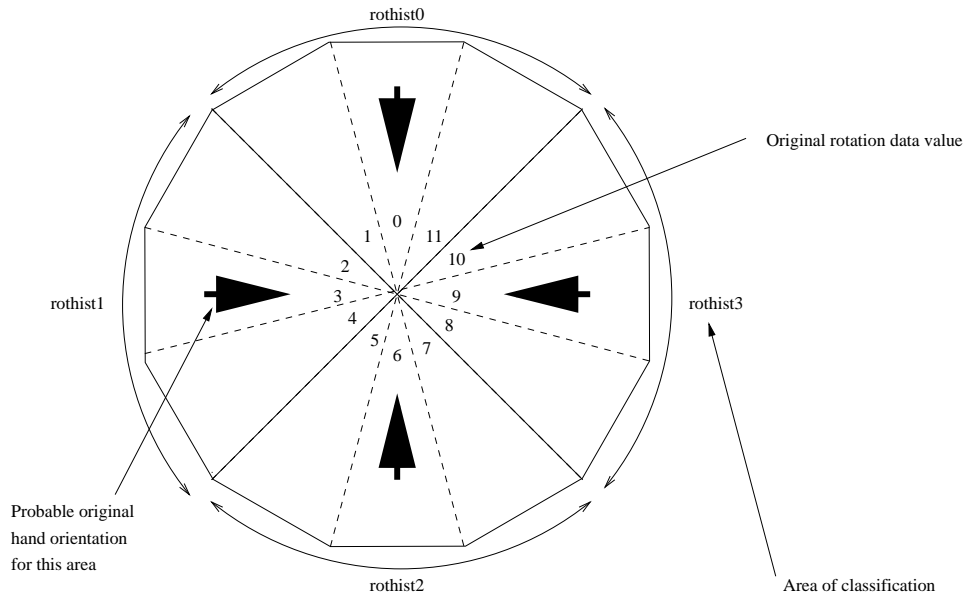 rothist0
Original rotation data value
0
1
11
2
10
3
9
4
8
5
7
6
rothist1
rothist3
Probable original
hand orientation
for this area
rothist2
Area of classification